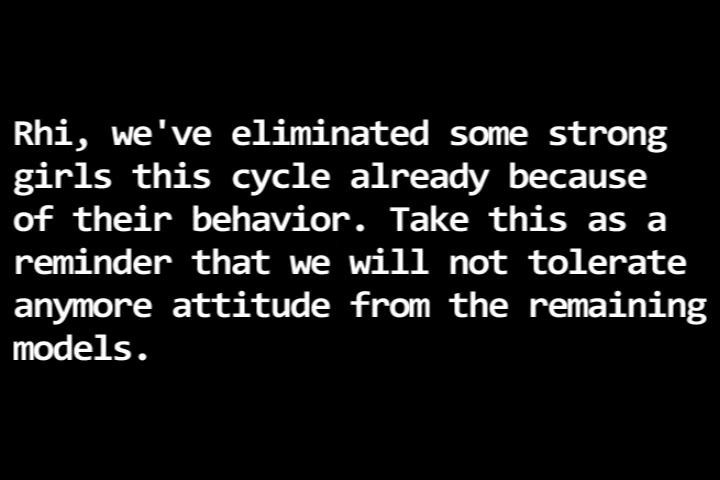 Rhi, we've eliminated some strong
girls this cycle already because
of their behavior. Take this as a
reminder that we will not tolerate
anymore attitude from the remaining
models.